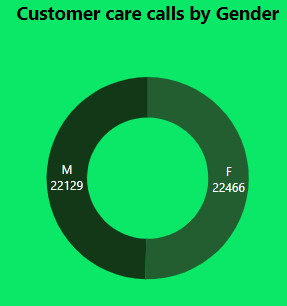 Customer care calls by Gender
M
22129
F
22466